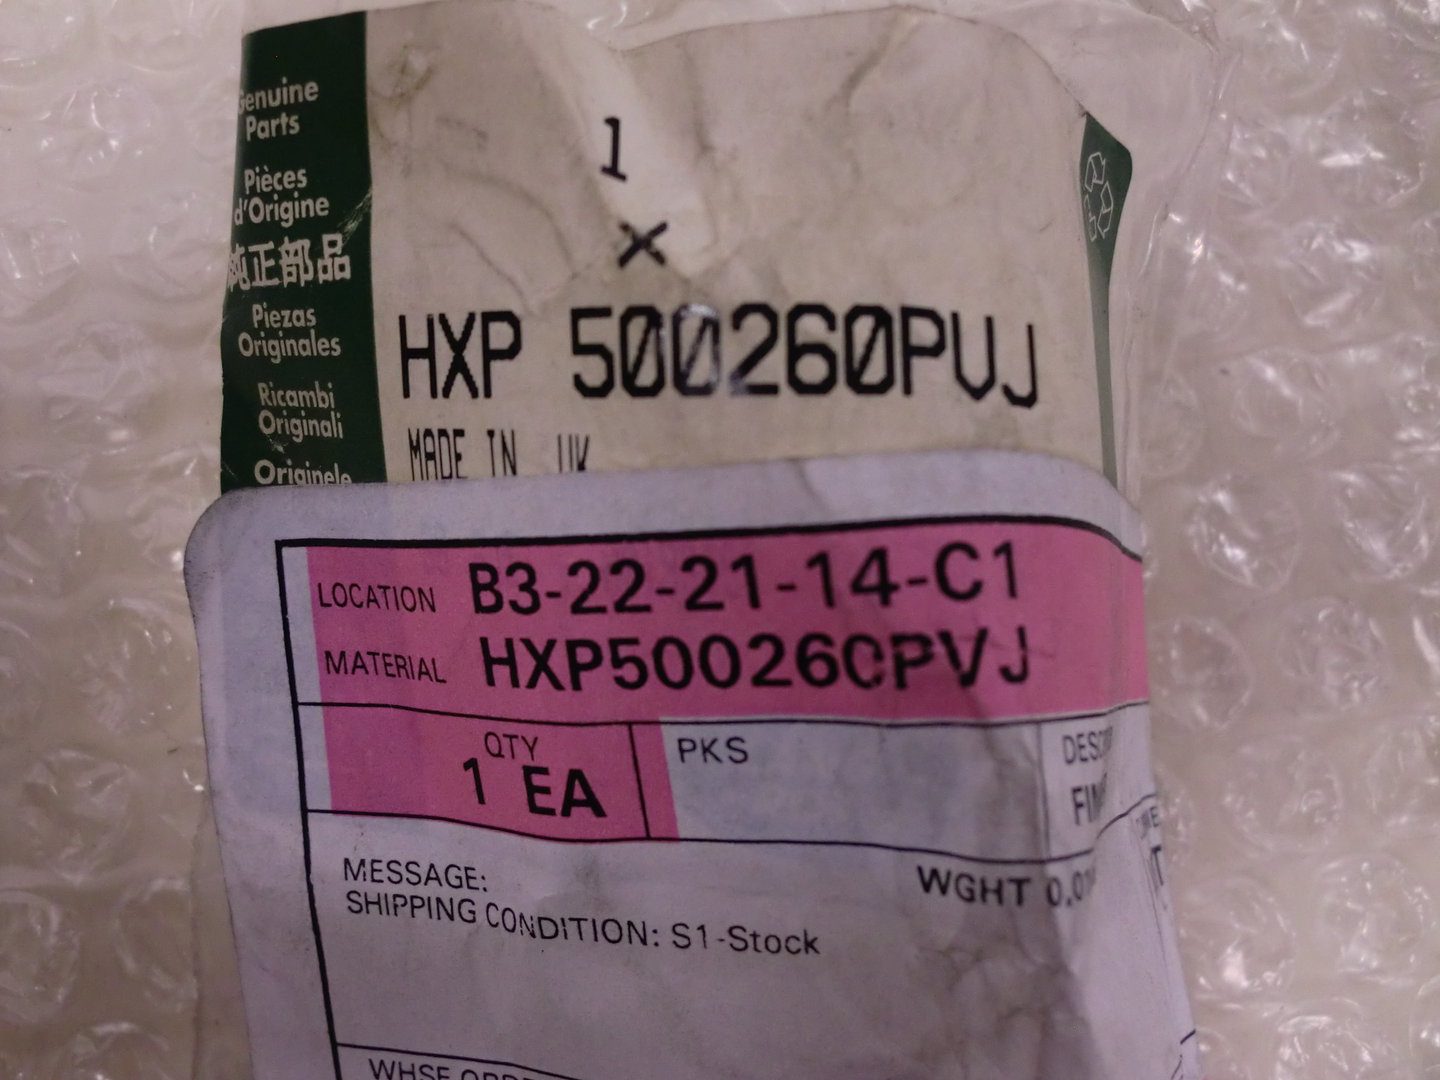 Genuine
Parts
Pièces
d'Origine
純正部品
Piezas
Originales
Ricambi
Originali
Originele
1
X
HXP 500260PVJ
MADE IN UK
LOCATION B3-22-21-14-C1
MATERIAL HXP500260PVJ
QTY
1 EA
PKS
MESSAGE:
WGHT
SHIPPING CONDITION: S1-Stock
WHSE